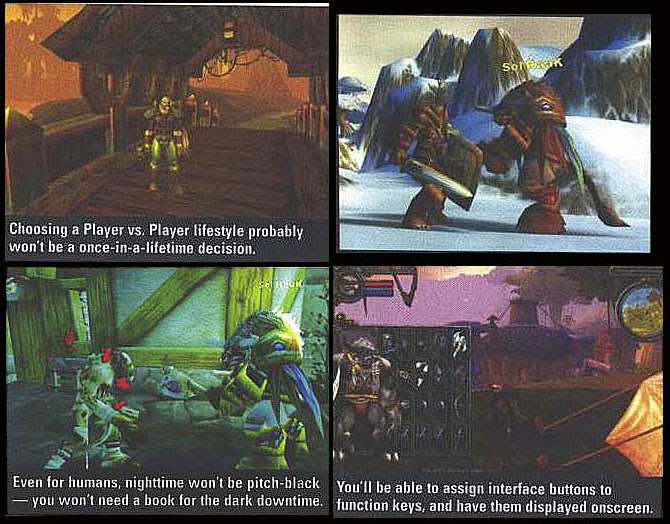 Choosing a Player vs. Player lifestyle probably
won't be a once-in-a-lifetime decision.
Even for humans, nighttime won't be pitch-black
— you won't need a book for the dark downtime.
You'll be able to assign interface buttons to
function keys, and have them displayed onscreen.